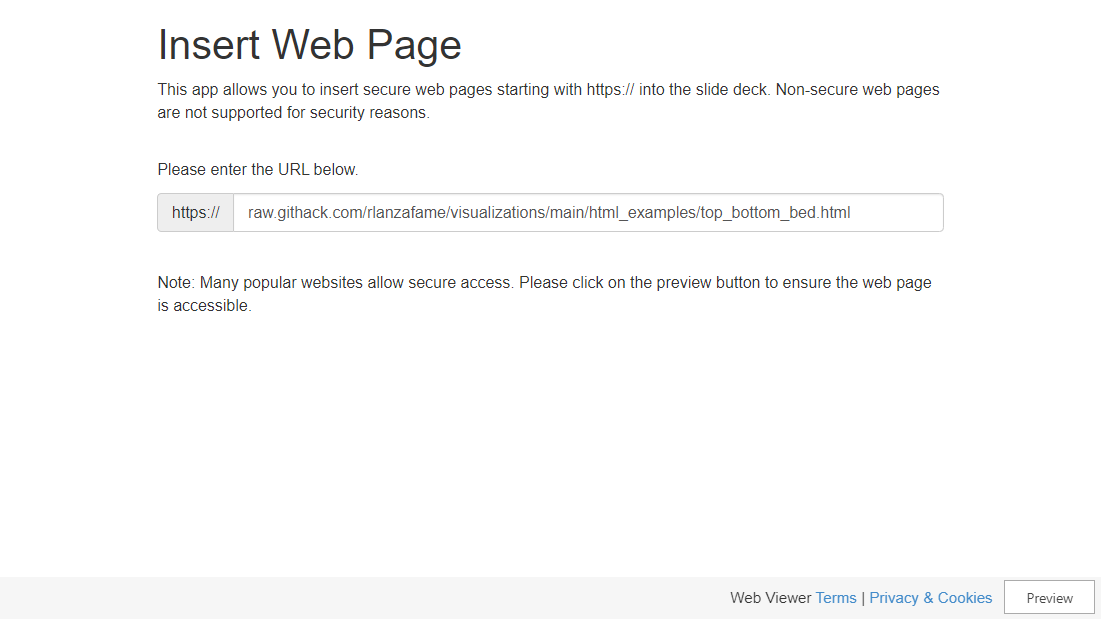 Insert Web Page
This app allows you to insert secure web pages starting with https:// into the slide deck. Non-secure web pages
are not supported for security reasons.
Please enter the URL below.
https:// raw.githack.com/rlanzafame/visualizations/main/html_examples/top_bottom_bed.html
Note: Many popular websites allow secure access. Please click on the preview button to ensure the web page
is accessible.
Web Viewer Terms | Privacy & Cookies Preview